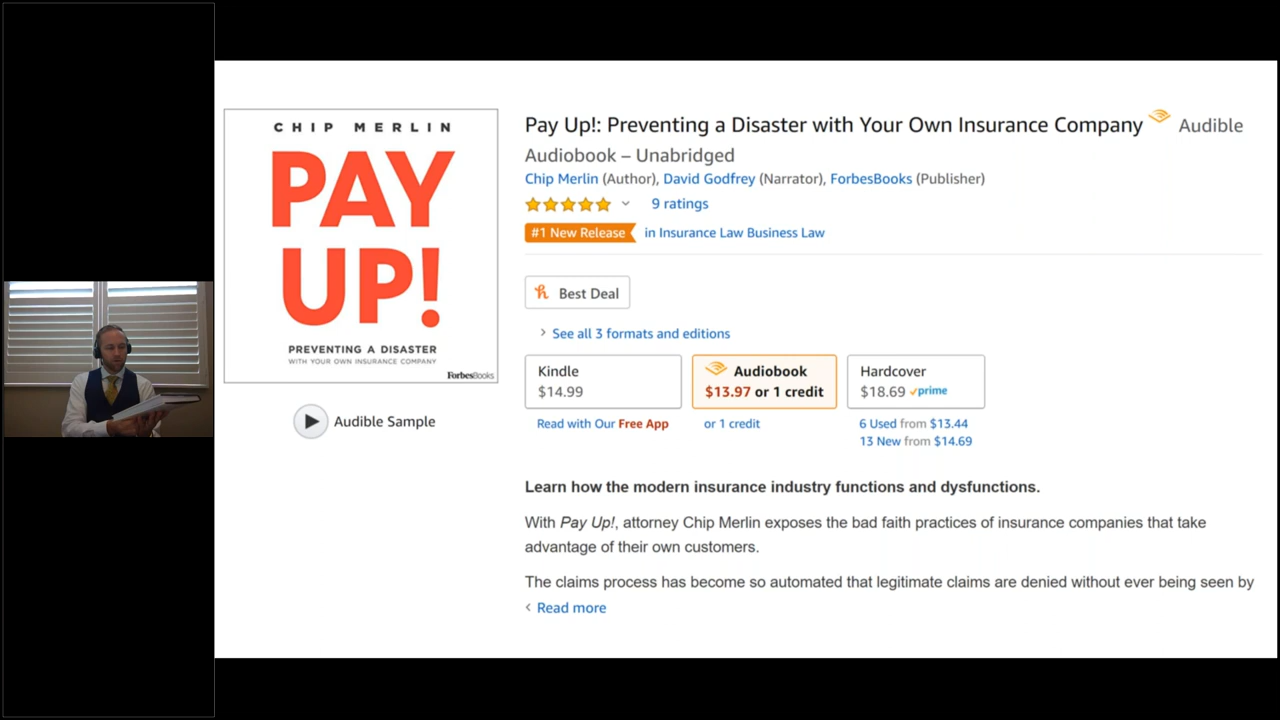 CHIP MERLIN
PAY
UP!
PREVENTING A DISASTER
WITH YOUR OWN INSURANCE COMPANY
ForbesBooks
Audible Sample
Pay Up!: Preventing a Disaster with Your Own Insurance Company Audible
Audiobook – Unabridged
Chip Merlin (Author), David Godfrey (Narrator), ForbesBooks (Publisher)
9 ratings
#1 New Release in Insurance Law Business Law
h Best Deal
See all 3 formats and editions
Kindle
$14.99
Read with Our Free App
Audiobook
$13.97 or 1 credit
or 1 credit
Hardcover
$18.69 prime
6 Used from $13.44
13 New from $14.69
Learn how the modern insurance industry functions and dysfunctions.
With Pay Up!, attorney Chip Merlin exposes the bad faith practices of insurance companies that take
advantage of their own customers.
The claims process has become so automated that legitimate claims are denied without ever being seen by
Read more